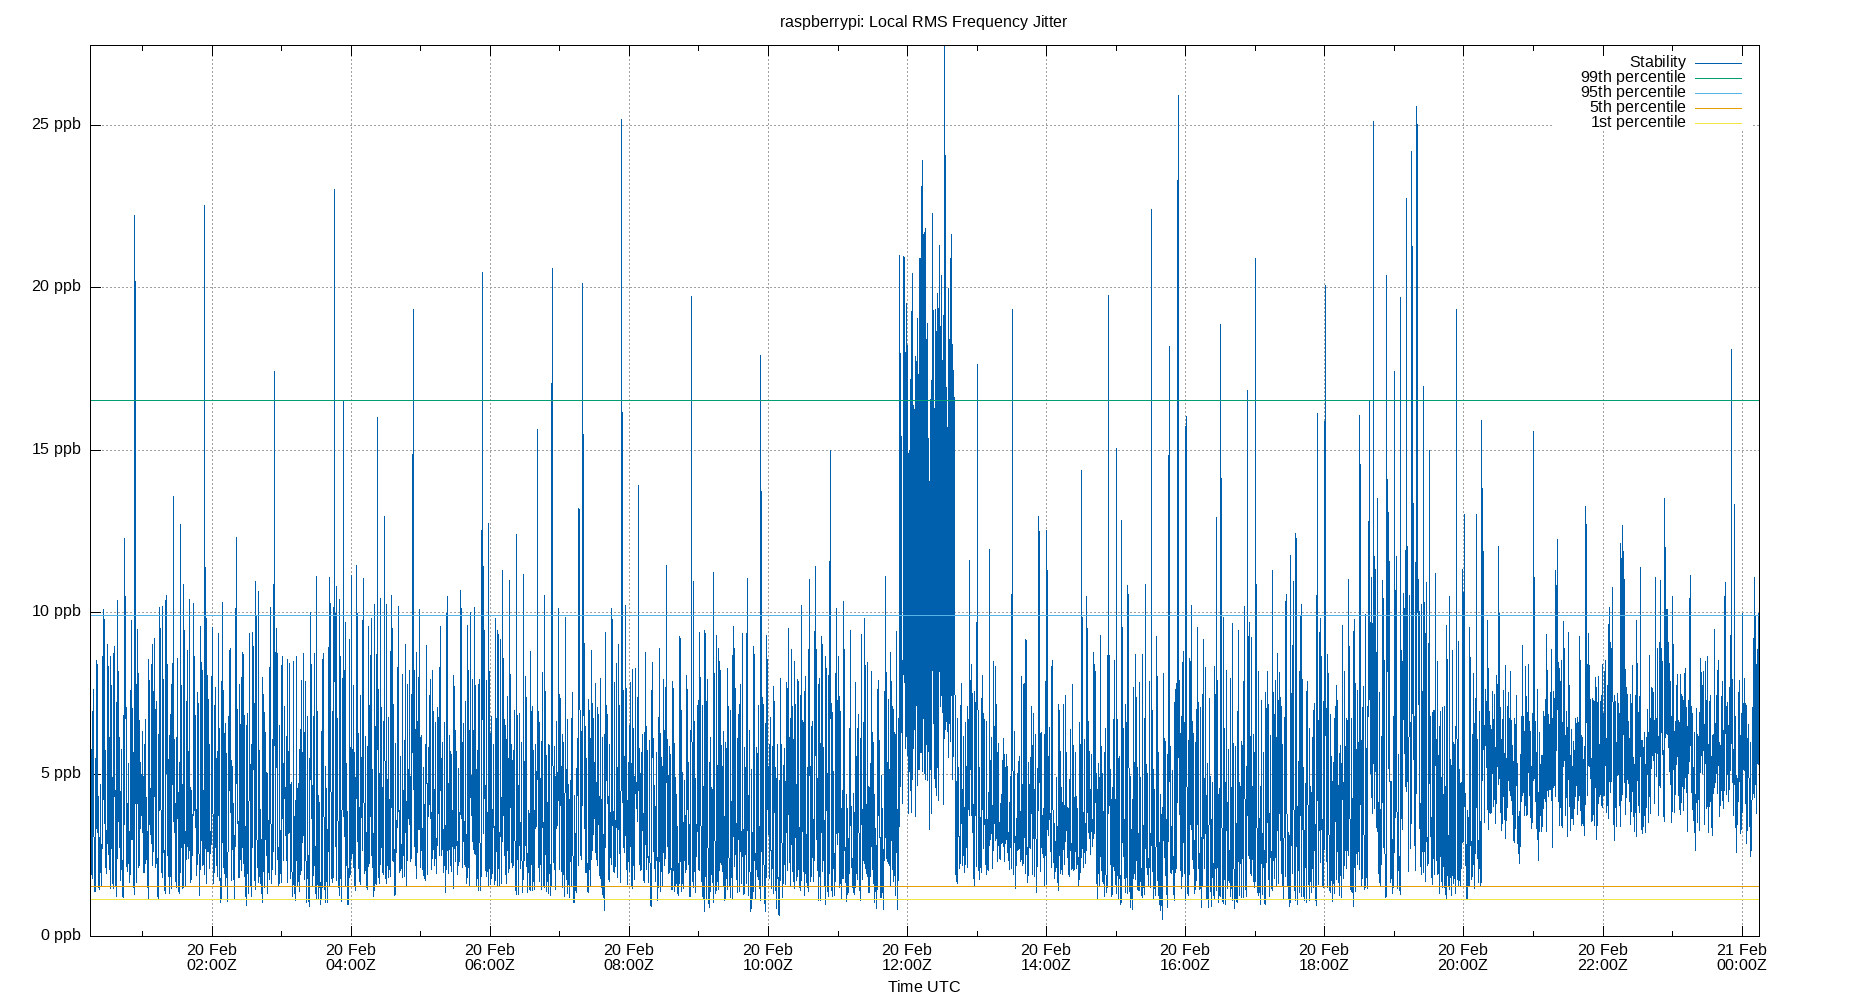 raspberrypi: Local RMS Frequency Jitter
Stability
99th percentile
95th percentile
5th percentile
1st percentile
25 ppb
20 ppb
15 ppb
10 ppb
5 ppb
0 ppb
20 Feb 20 Feb 20 Feb 20 Feb 20 Feb 20 Feb 20 Feb 20 Feb 20 Feb 20 Feb 20 Feb 21 Feb
02:00Z 04:00Z 06:00Z 08:00Z 10:00Z 12:00Z 14:00Z 16:00Z 18:00Z 20:00Z 22:00Z 00:00Z
Time UTC